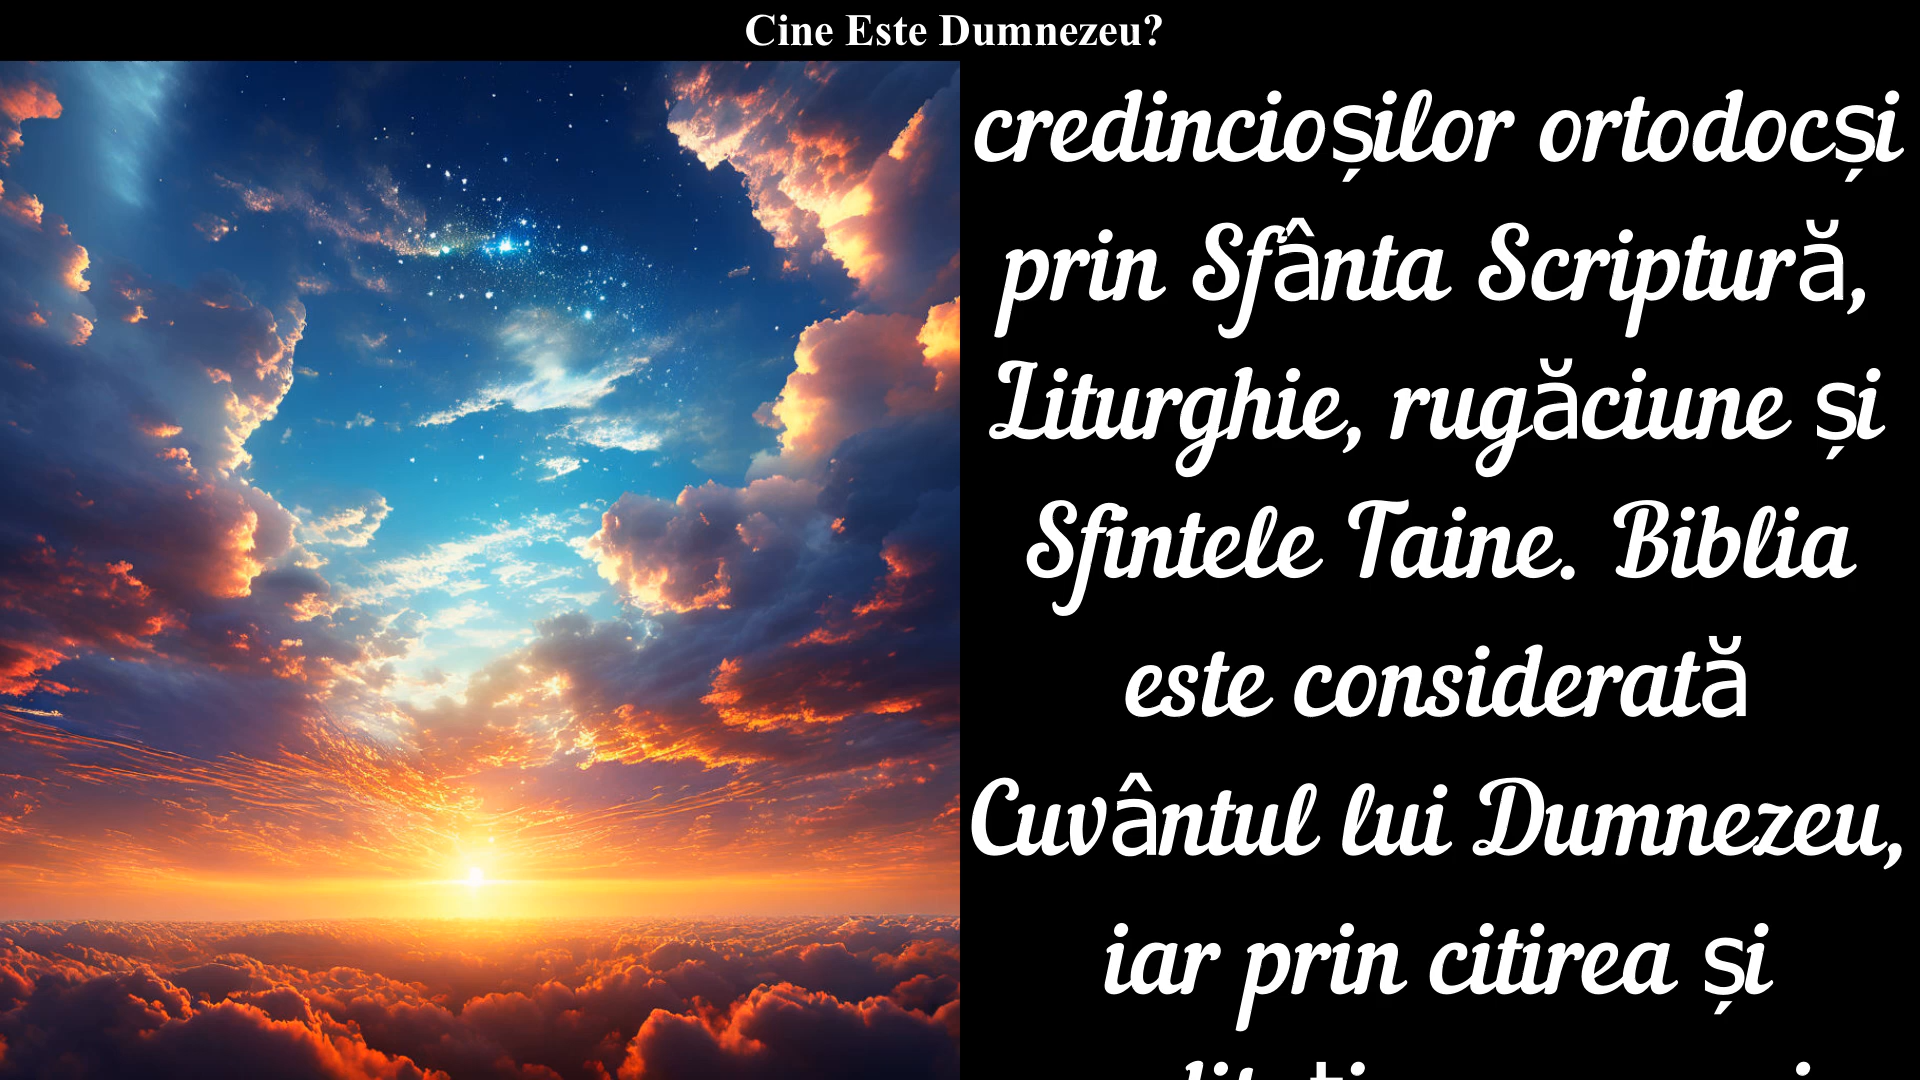 Cine Este Dumnezeu?
credincioșilor ortodocși
prin Sfânta Scriptură,
Liturghie, rugăciune și
Sfintele Taine. Biblia
este considerată
Cuvântul lui Dumnezeu,
iar prin citirea și